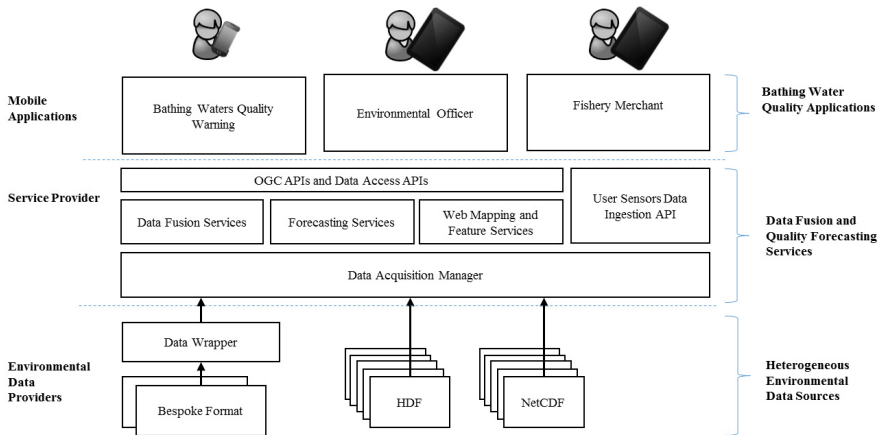 Mobile
Applications
Bathing Waters Quality
Warning
Environmental Officer
Fishery Merchant
Bathing Water
Quality Applications
Service Provider
OGC APIs and Data Access APIs
User Sensors Data
Ingestion API
Data Fusion Services
Forecasting Services
Web Mapping and
Feature Services
Data Acquisition Manager
Data Fusion and
Quality Forecasting
Services
Environmental
Data
Providers
Data Wrapper
Bespoke Format
HDF
NetCDF
Heterogeneous
Environmental
Data Sources